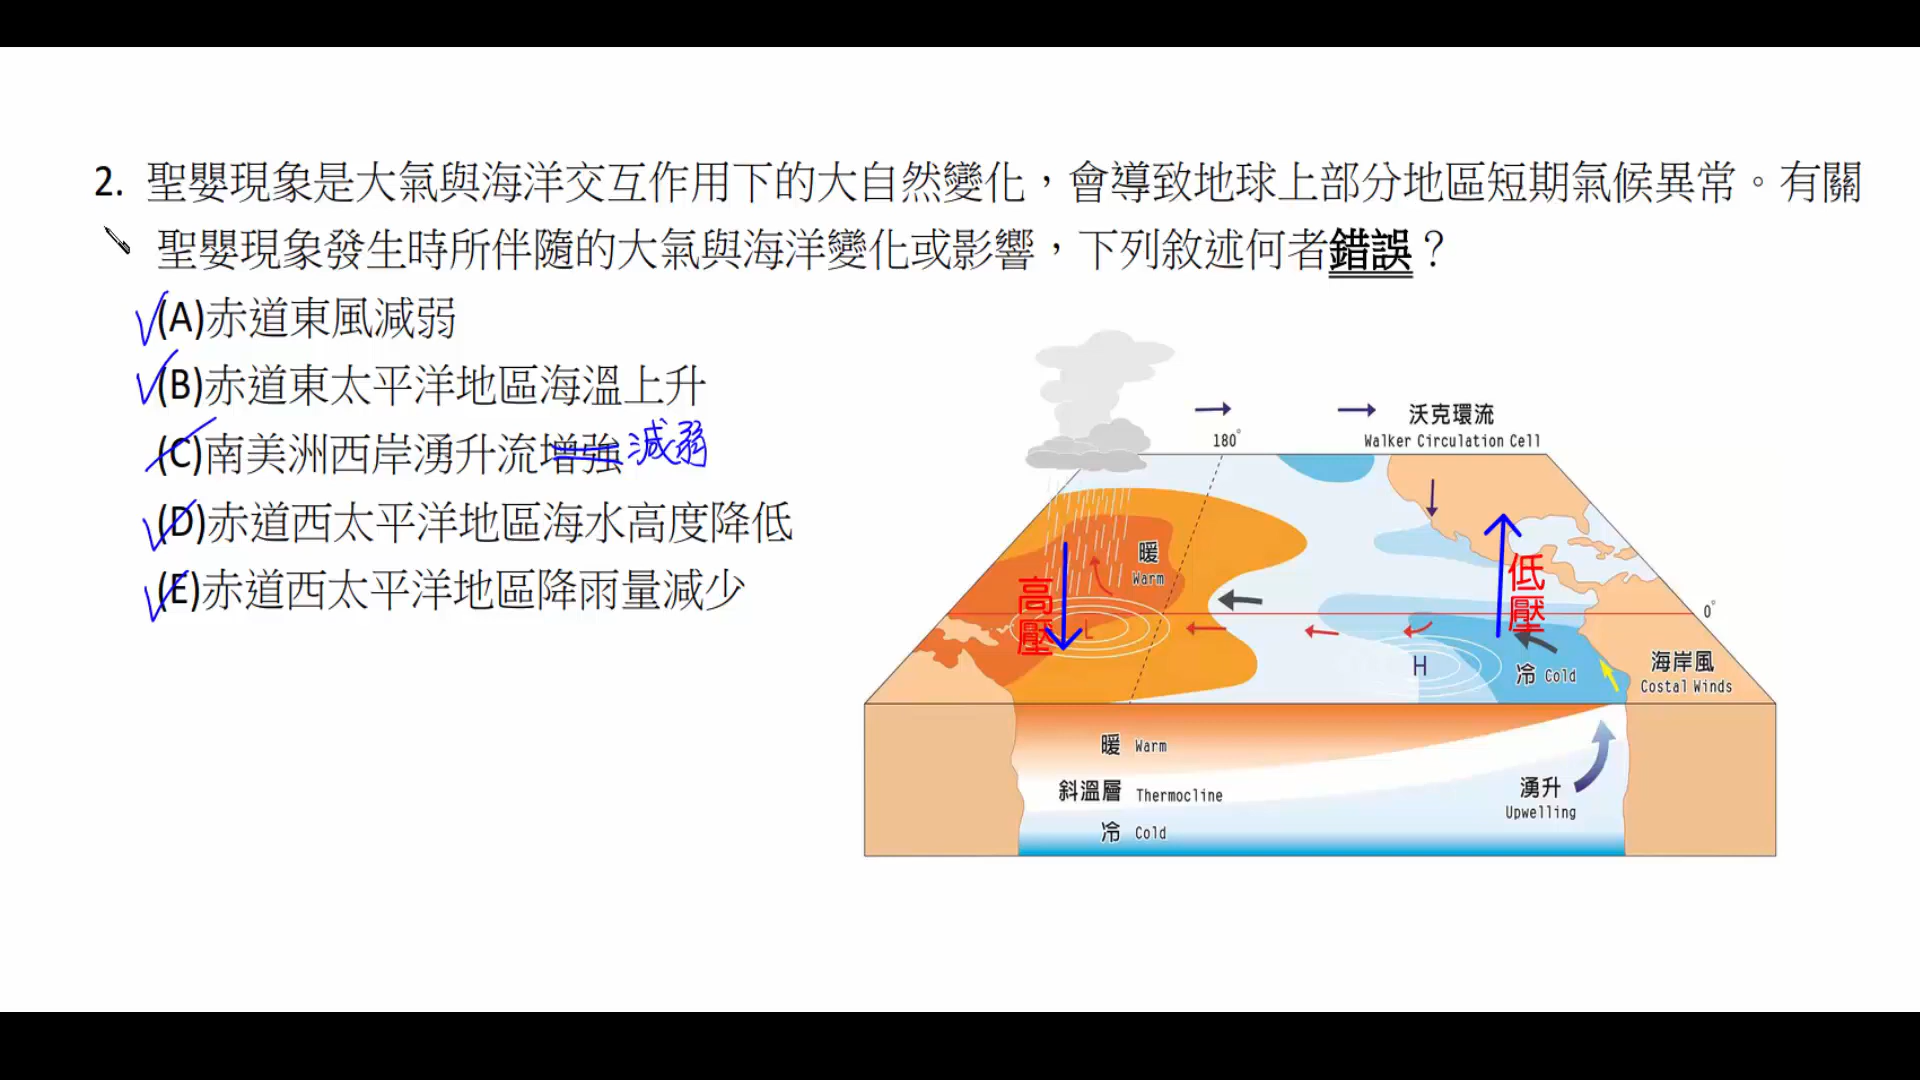 2. 聖嬰現象是大氣與海洋交互作用下的大自然變化，會導致地球上部分地區短期氣候異常。有關
聖嬰現象發生時所伴隨的大氣與海洋變化或影響，下列敘述何者錯誤？
(A)赤道東風減弱
(B)赤道東太平洋地區海溫上升
(C)南美洲西岸湧升流增強 減弱
(D)赤道西太平洋地區海水高度降低
(E)赤道西太平洋地區降雨量減少
沃克環流
Walker Circulation Cell
180°
暖
Warm
高壓
L
低壓
0°
H
冷 Cold
海岸風
Costal Winds
暖 Warm
斜溫層 Thermocline
冷 Cold
湧升
Upwelling